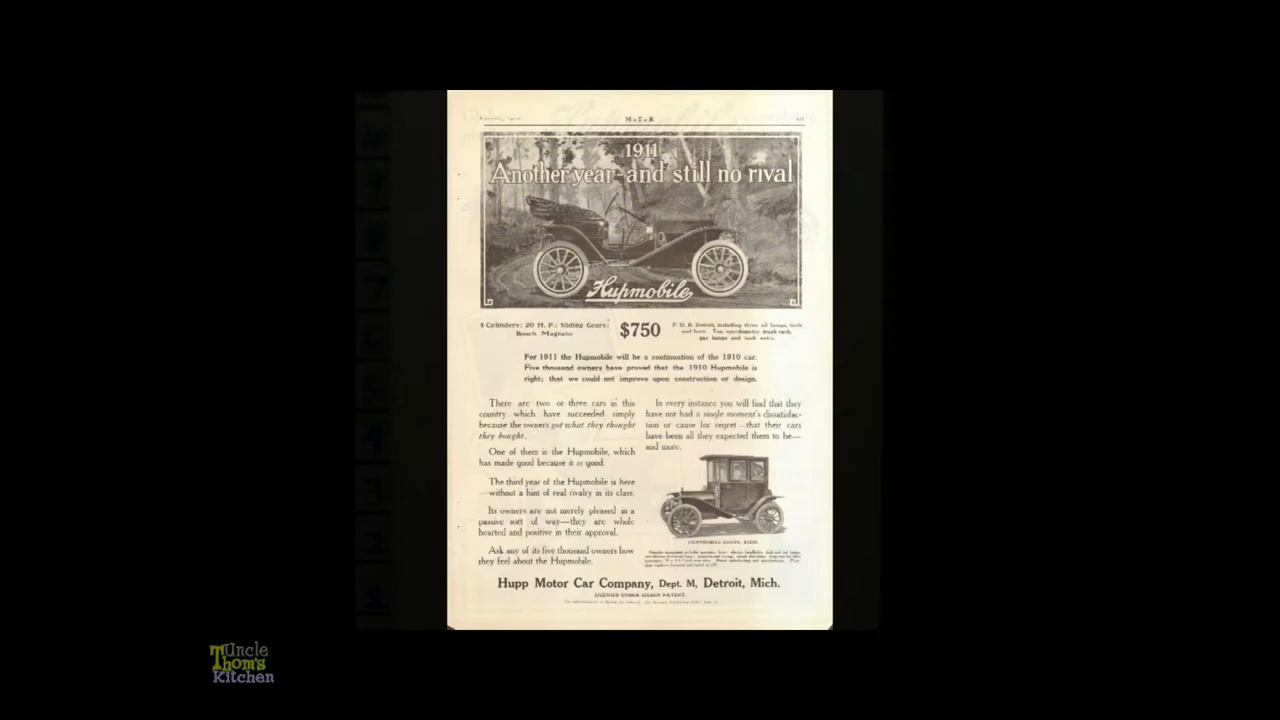 MoToR
1911
Another year—and still no rival
Hupmobile
4 Cylinders; 20 H. P.; Sliding Gears;
Bosch Magneto
$750
F. O. B. Detroit, including three oil lamps, tools
and horn. Top, speedometer, trunk rack,
gas lamps and tank extra.
For 1911 the Hupmobile will be a continuation of the 1910 car.
Five thousand owners have proved that the 1910 Hupmobile is
right; that we could not improve upon construction or design.
There are two or three cars in this
country which have succeeded simply
because the owners got what they thought
they bought.
One of them is the Hupmobile, which
has made good because it is good.
The third year of the Hupmobile is here
—without a hint of real rivalry in its class.
Its owners are not merely pleased in a
passive sort of way—they are whole
hearted and positive in their approval.
Ask any of its five thousand owners how
they feel about the Hupmobile.
In every instance you will find that they
have not had a single moment's dissatisfac-
tion or cause for regret—that their cars
have been all they expected them to be—
and more.
HUPMOBILE COUPE,
Hupp Motor Car Company, Dept. M, Detroit, Mich.
LICENSED UNDER SELDEN PATENT.
Uncle
Thom's
Kitchen